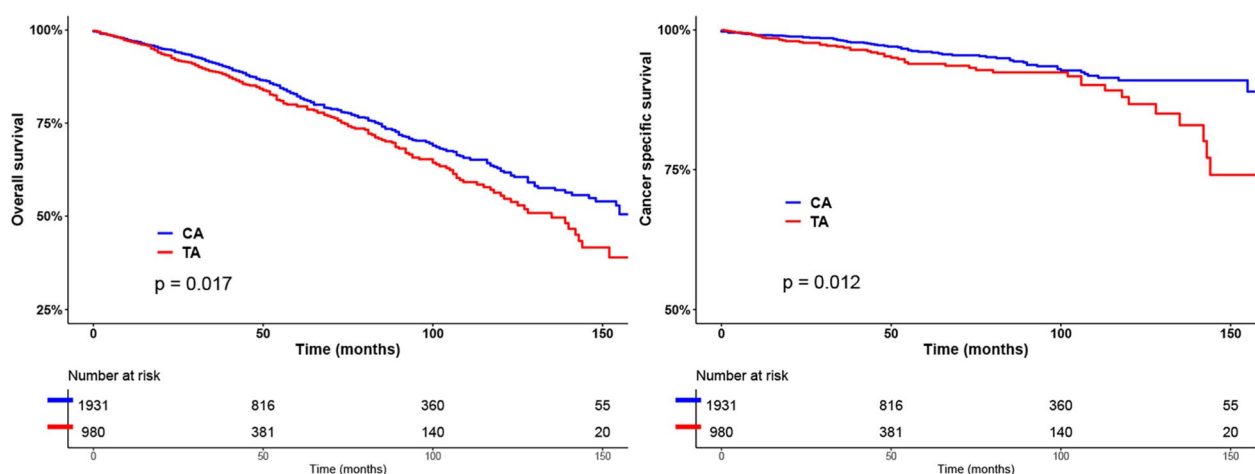 100%
75%
50%
25%
Overall survival
CA
TA
p = 0.017
0 50 100 150
Time (months)
Number at risk
1931 816 360 55
980 381 140 20
0 50 100 150
Time (months)
100%
75%
50%
Cancer specific survival
CA
TA
p = 0.012
0 50 100 150
Time (months)
Number at risk
1931 816 360 55
980 381 140 20
0 50 100 150
Time (months)